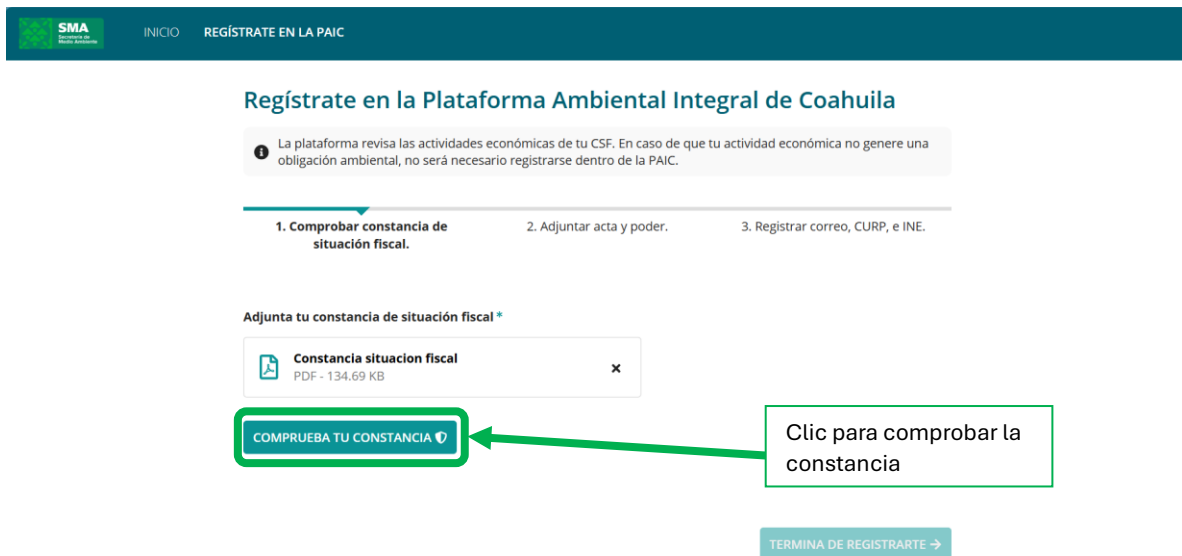 SMA
Secretaría de
Medio Ambiente
INICIO REGÍSTRATE EN LA PAIC
Regístrate en la Plataforma Ambiental Integral de Coahuila
La plataforma revisa las actividades económicas de tu CSF. En caso de que tu actividad económica no genere una
obligación ambiental, no será necesario registrarse dentro de la PAIC.
1. Comprobar constancia de
situación fiscal.
2. Adjuntar acta y poder.
3. Registrar correo, CURP, e INE.
Adjunta tu constancia de situación fiscal *
Constancia situacion fiscal
PDF - 134.69 KB
COMPRUEBA TU CONSTANCIA
Clic para comprobar la
constancia
TERMINA DE REGISTRARTE →